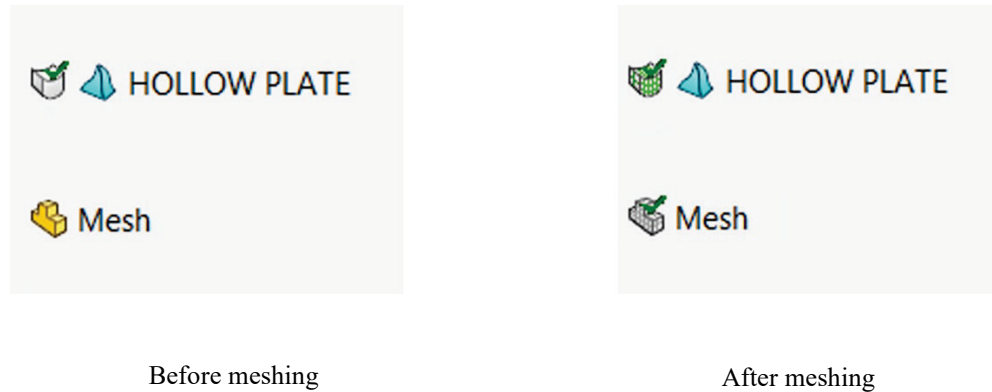 HOLLOW PLATE
Mesh
Before meshing
HOLLOW PLATE
Mesh
After meshing